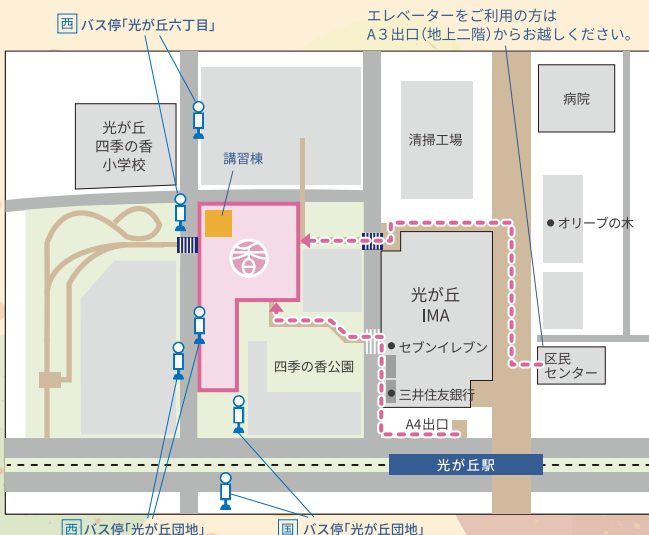 西 バス停「光が丘六丁目」
エレベーターをご利用の方は
A3出口（地上二階）からお越しください。
光が丘
四季の香
小学校
講習棟
清掃工場
病院
オリーブの木
香
光が丘
IMA
セブンイレブン
三井住友銀行
区民
センター
四季の香公園
A4出口
光が丘駅
西 バス停「光が丘団地」
国 バス停「光が丘団地」